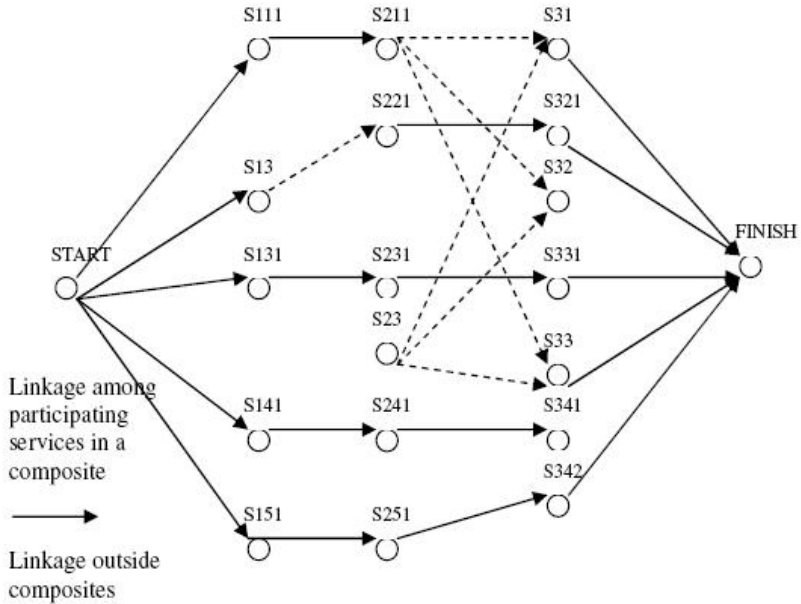 S111
S211
S31
S221
S321
S13
S32
START
FINISH
S131
S231
S331
S23
S33
Linkage among
participating
services in a
composite
S141
S241
S341
S342
S151
S251
Linkage outside
composites